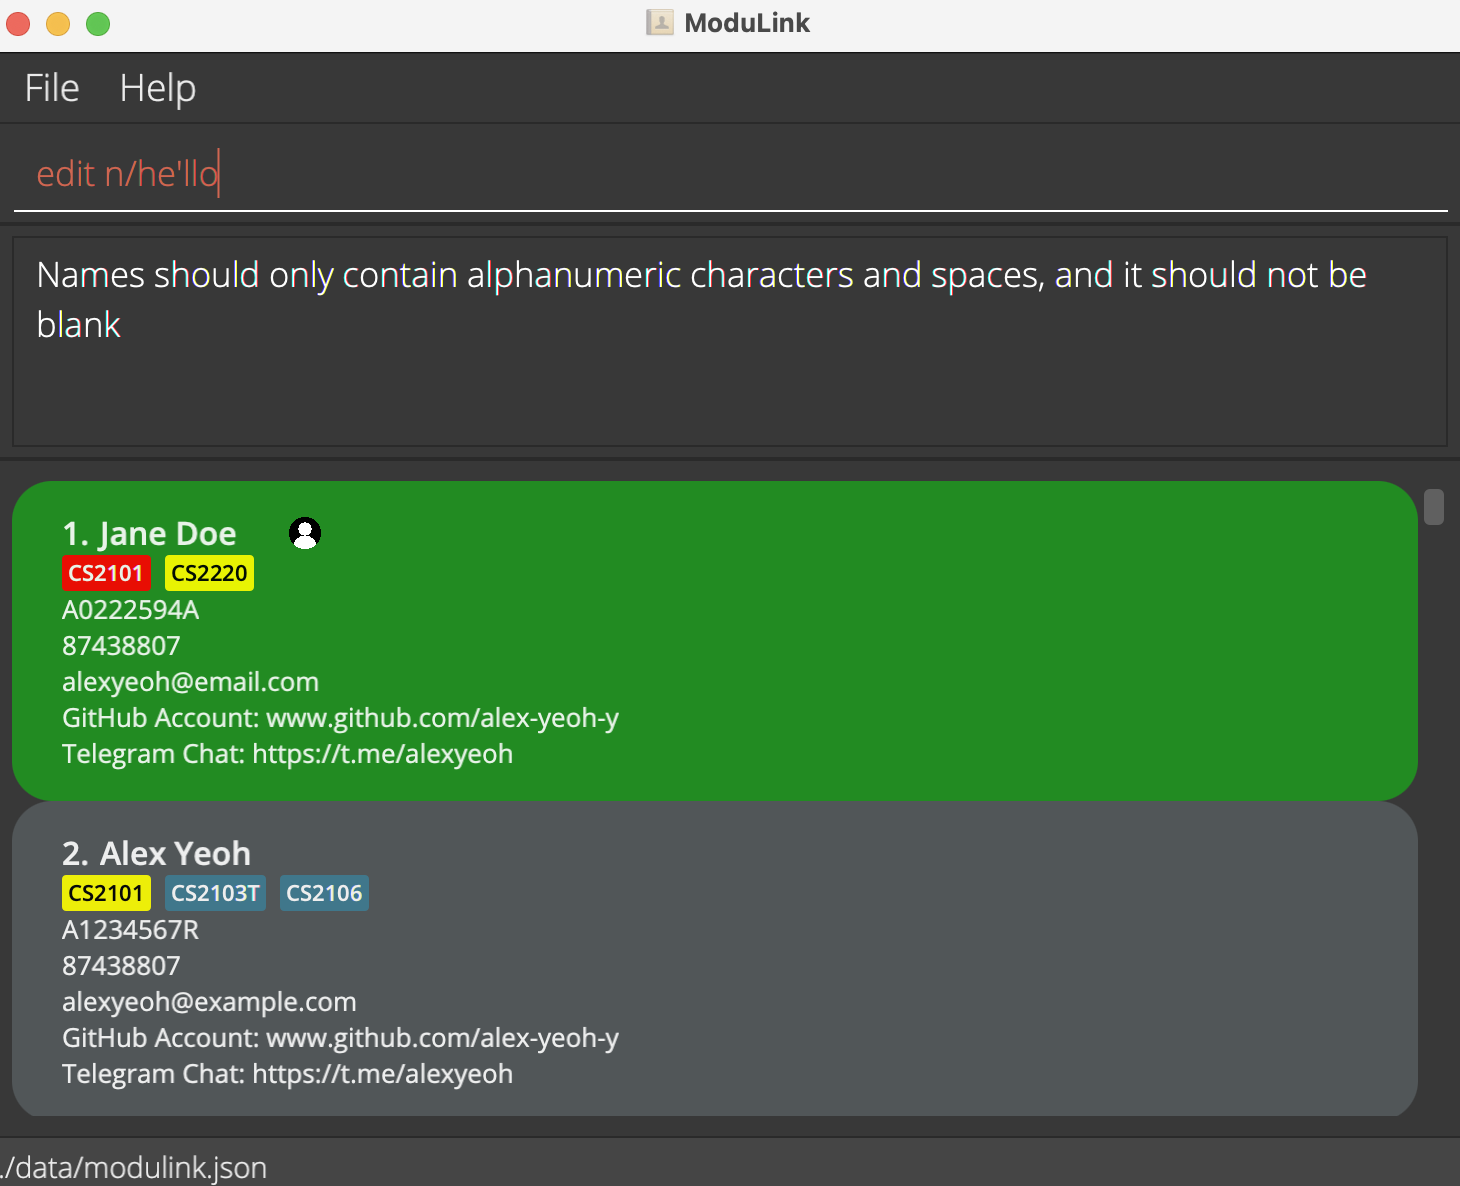 ModuLink
File Help
edit n/he'llo
Names should only contain alphanumeric characters and spaces, and it should not be
blank
1. Jane Doe
CS2101 CS2220
A0222594A
87438807
alexyeoh@email.com
GitHub Account: www.github.com/alex-yeoh-y
Telegram Chat: https://t.me/alexyeoh
2. Alex Yeoh
CS2101 CS2103T CS2106
A1234567R
87438807
alexyeoh@example.com
GitHub Account: www.github.com/alex-yeoh-y
Telegram Chat: https://t.me/alexyeoh
./data/modulink.json